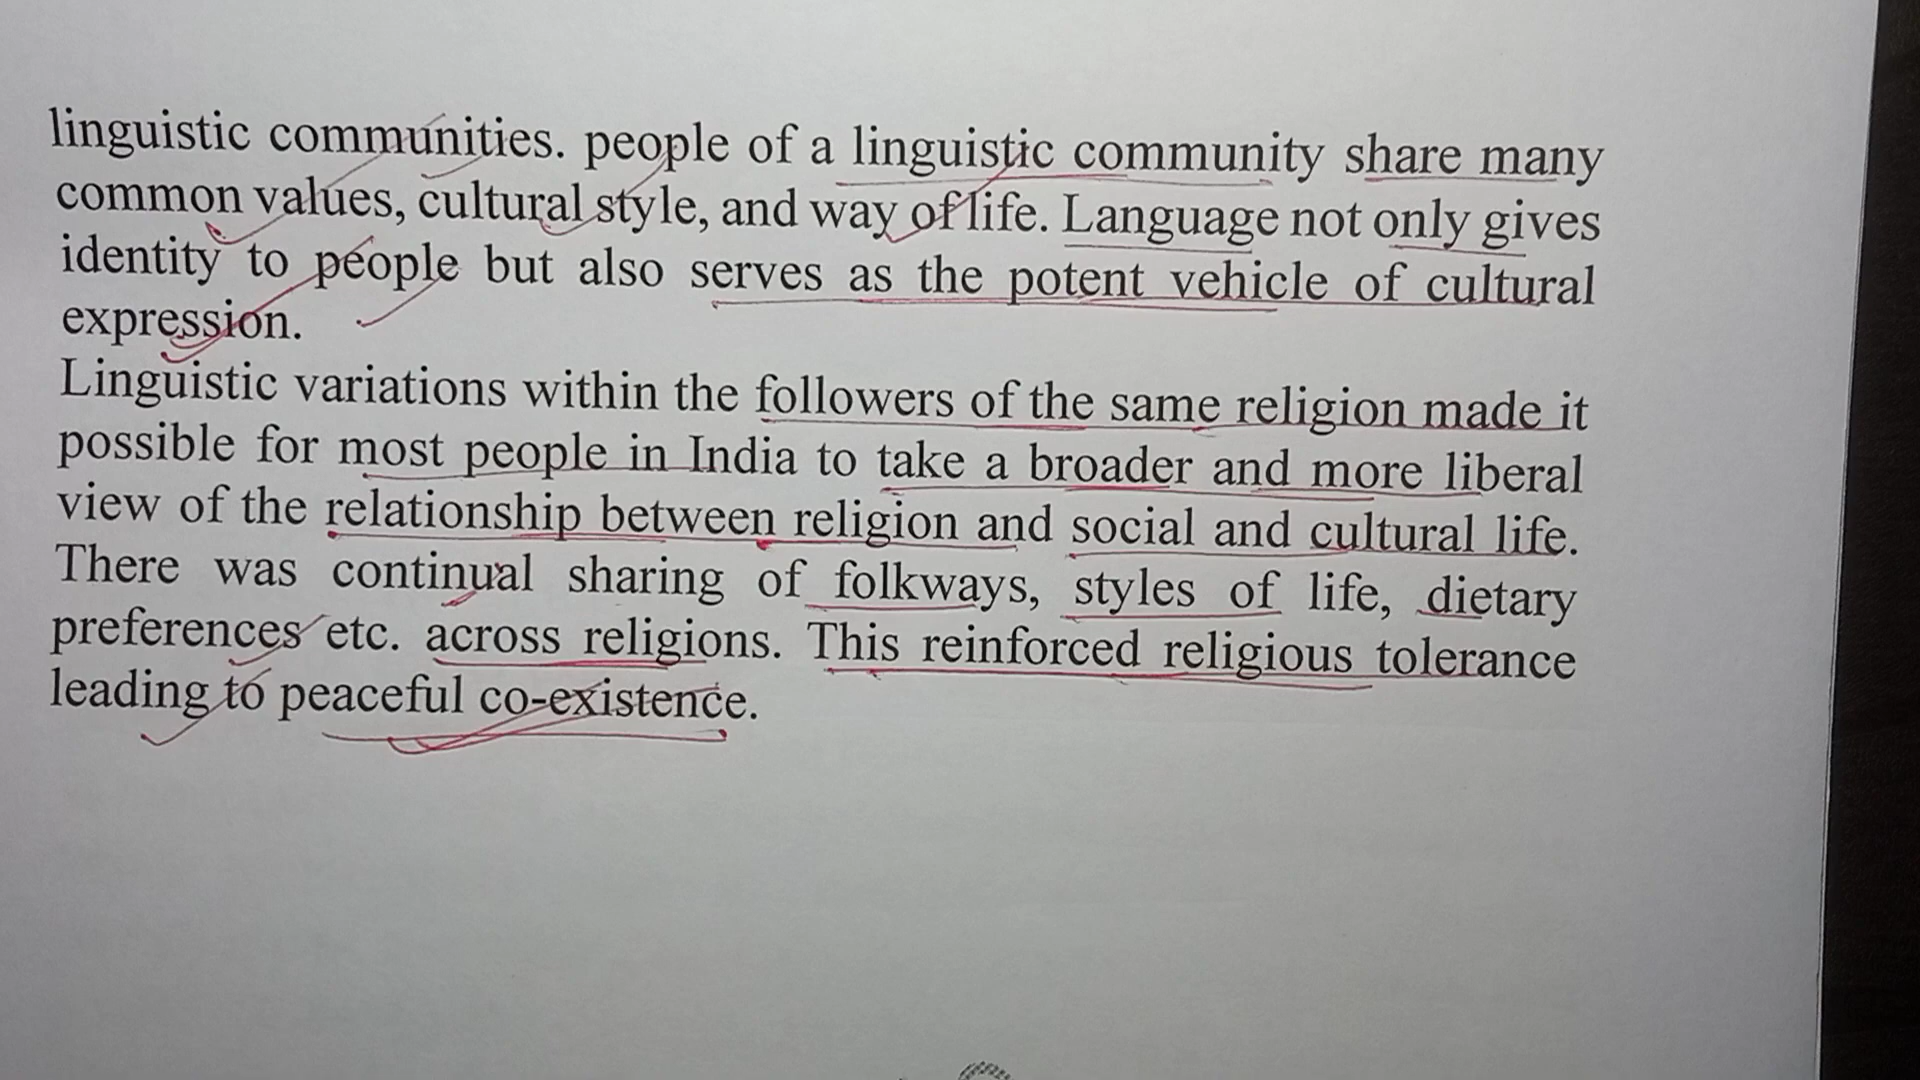 linguistic communities. people of a linguistic community share many
common values, cultural style, and way of life. Language not only gives
identity to people but also serves as the potent vehicle of cultural
expression.
Linguistic variations within the followers of the same religion made it
possible for most people in India to take a broader and more liberal
view of the relationship between religion and social and cultural life.
There was continual sharing of folkways, styles of life, dietary
preferences etc. across religions. This reinforced religious tolerance
leading to peaceful co-existence.